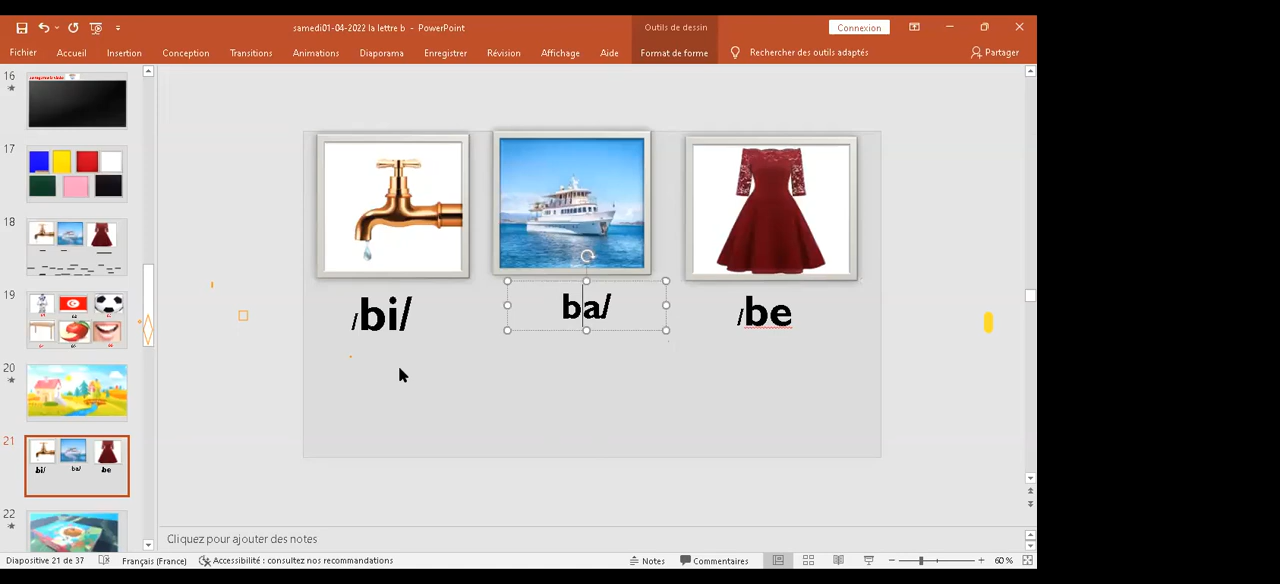 samedi01-04-2022 la lettre b - PowerPoint
Outils de dessin
Connexion
Fichier Accueil Insertion Conception Transitions Animations Diaporama Enregistrer Révision Affichage Aide Format de forme Rechercher des outils adaptés Partager
16
17
18
19
20
21
bi/ ba/ be
22
/bi/ ba/ /be
Cliquez pour ajouter des notes
Diapositive 21 de 37 Français (France) Accessibilité : consultez nos recommandations Notes Commentaires 60 %